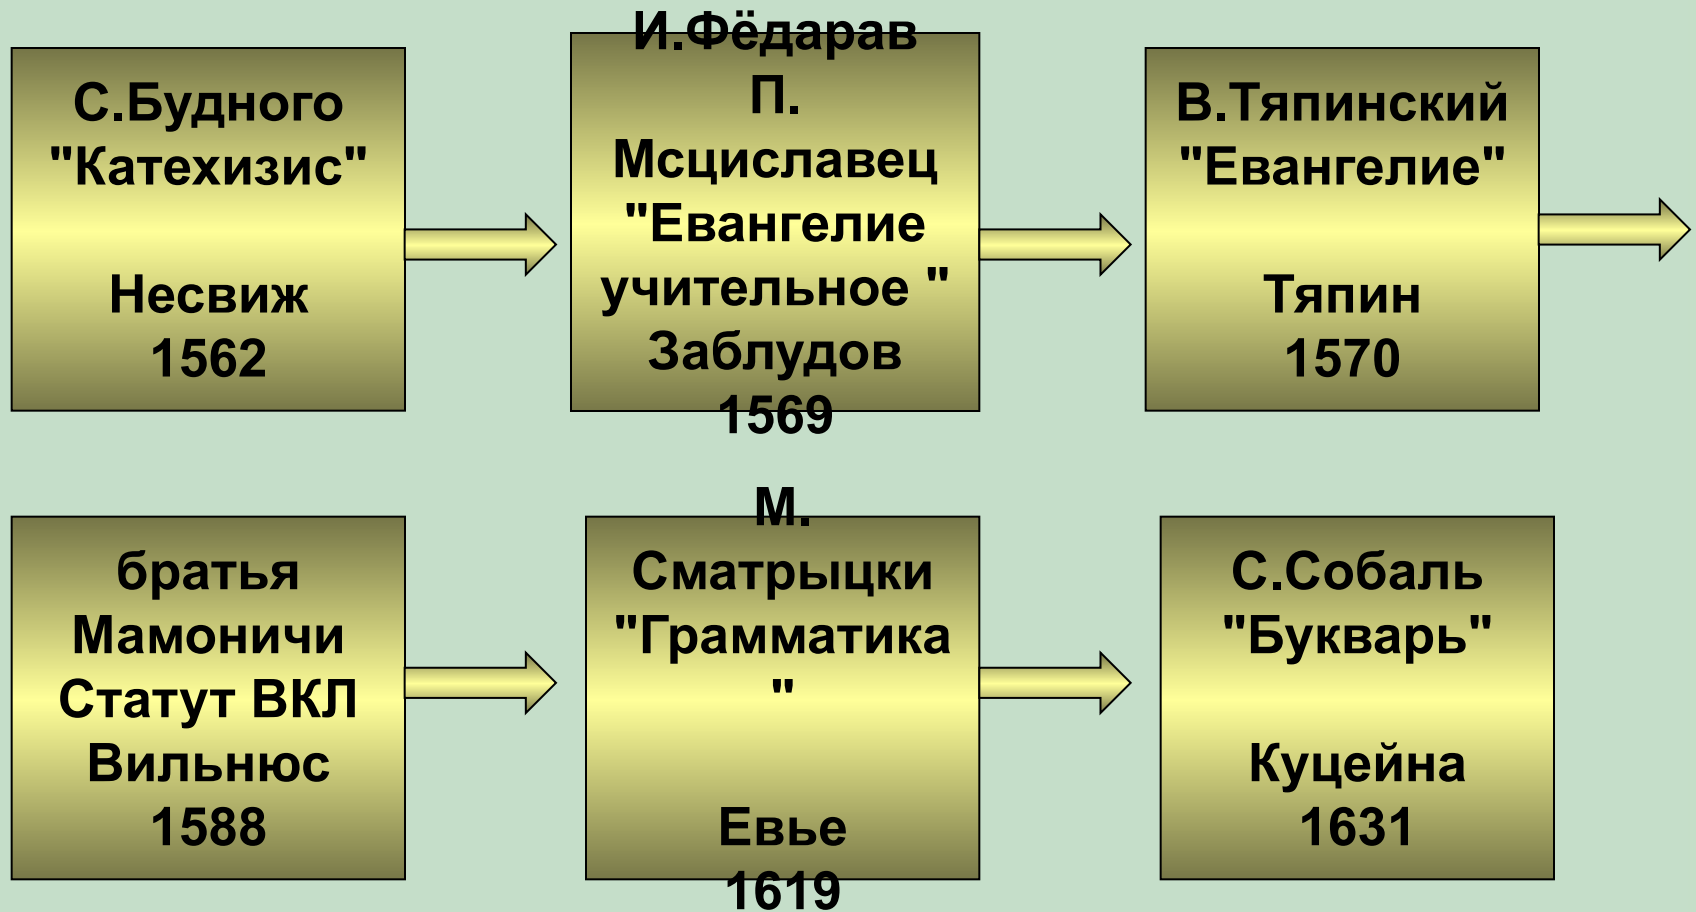 С.Будного
"Катехизис"
Несвиж
1562
И.Фёдарав
П.
Мсциславец
"Евангелие
учительное "
Заблудов
1569
В.Тяпинский
"Евангелие"
Тяпин
1570
братья
Мамоничи
Статут ВКЛ
Вильнюс
1588
М.
Сматрыцки
"Грамматика
"
Евье
1619
С.Собаль
"Букварь"
Куцейна
1631